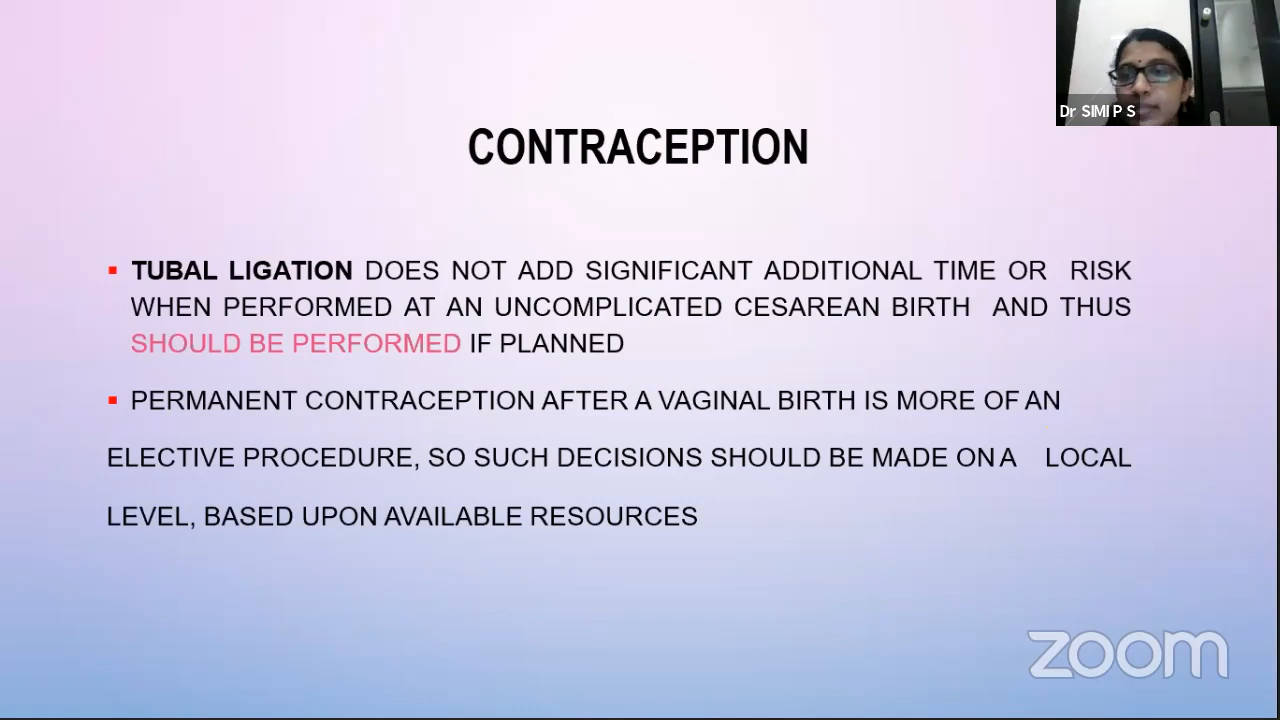 Dr SIMI P S
CONTRACEPTION
TUBAL LIGATION DOES NOT ADD SIGNIFICANT ADDITIONAL TIME OR RISK
WHEN PERFORMED AT AN UNCOMPLICATED CESAREAN BIRTH AND THUS
SHOULD BE PERFORMED IF PLANNED
PERMANENT CONTRACEPTION AFTER A VAGINAL BIRTH IS MORE OF AN
ELECTIVE PROCEDURE, SO SUCH DECISIONS SHOULD BE MADE ON A LOCAL
LEVEL, BASED UPON AVAILABLE RESOURCES
zoom